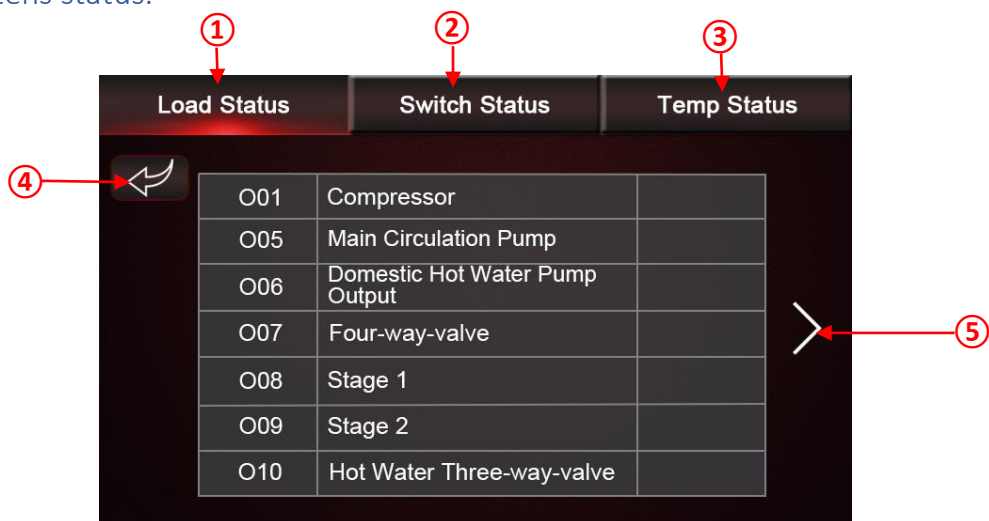 status.
① ② ③
Load Status Switch Status Temp Status
④
O01 Compressor
O05 Main Circulation Pump
O06 Domestic Hot Water Pump
Output
O07 Four-way-valve
⑤
O08 Stage 1
O09 Stage 2
O10 Hot Water Three-way-valve